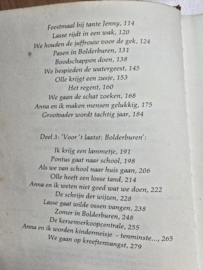 Feestmaal bij tante Jenny, 114
Lasse rijdt in een wak, 120
We houden de juffrouw voor de gek, 124
Pasen in Bolderburen, 131
Boodschappen doen, 138
We bespieden de watergeest, 145
Olle krijgt een zusje, 153
Het regent, 160
We gaan de schat zoeken, 168
Anna en ik maken mensen gelukkig, 175
Grootvader wordt tachtig jaar, 184
Deel 3: 'Voor 't laatst: Bolderburen':
Ik krijg een lammetje, 191
Pontus gaat naar school, 198
Als we van school naar huis gaan, 206
Olle heeft een losse tand, 214
Anna en ik weten niet goed wat we doen, 222
De schrijn der wijzen, 228
Lasse gaat wilde ossen vangen, 238
Zomer in Bolderburen, 248
De kersemeerkoopcentrale, 255
Anna en ik worden kindermeisje - tenminste..., 265
We gaan op kreeftenvangst, 279